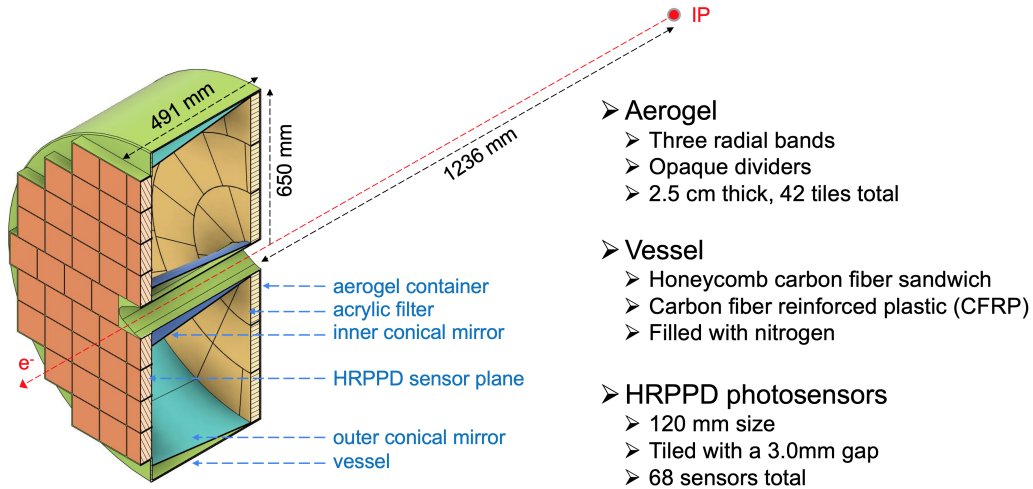 IP
491 mm
650 mm
1236 mm
aerogel container
acrylic filter
inner conical mirror
e-
HRPPD sensor plane
outer conical mirror
vessel
➢ Aerogel
➢ Three radial bands
➢ Opaque dividers
➢ 2.5 cm thick, 42 tiles total
➢ Vessel
➢ Honeycomb carbon fiber sandwich
➢ Carbon fiber reinforced plastic (CFRP)
➢ Filled with nitrogen
➢ HRPPD photosensors
➢ 120 mm size
➢ Tiled with a 3.0mm gap
➢ 68 sensors total